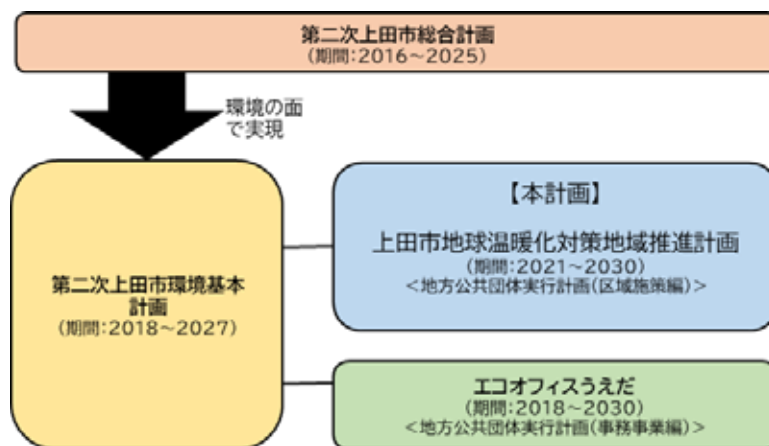 第二次上田市総合計画
(期間:2016～2025)
環境の面
で実現
第二次上田市環境基本
計画
(期間:2018～2027)
【本計画】
上田市地球温暖化対策地域推進計画
(期間:2021～2030)
＜地方公共団体実行計画(区域施策編)＞
エコオフィスうえだ
(期間:2018～2030)
＜地方公共団体実行計画(事務事業編)＞